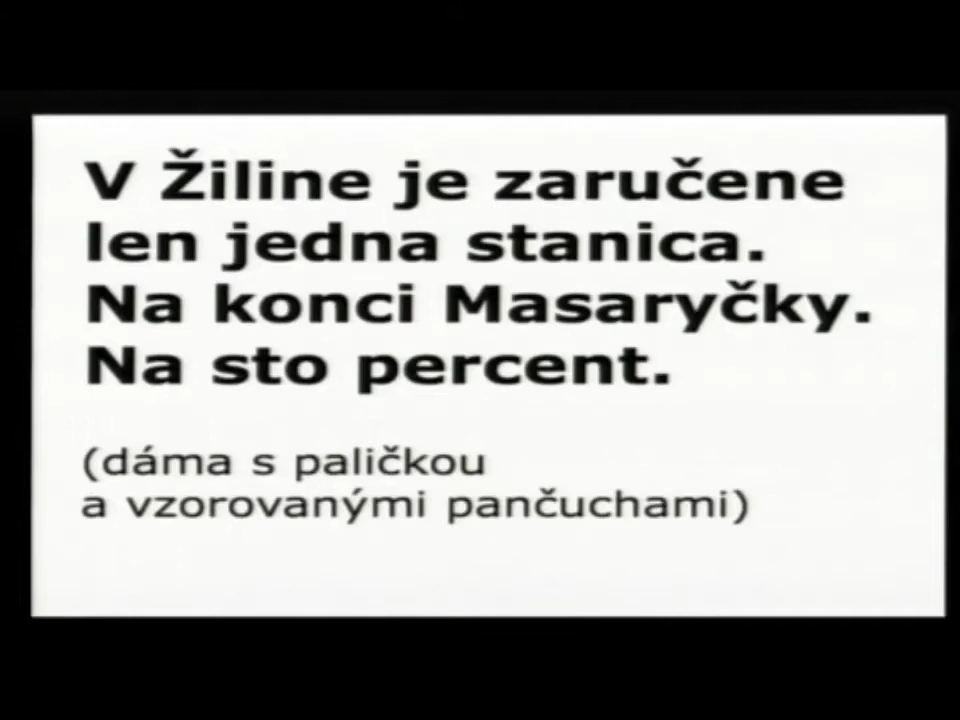 V Žiline je zaručene
len jedna stanica.
Na konci Masaryčky.
Na sto percent.
(dáma s paličkou
a vzorovanými pančuchami)